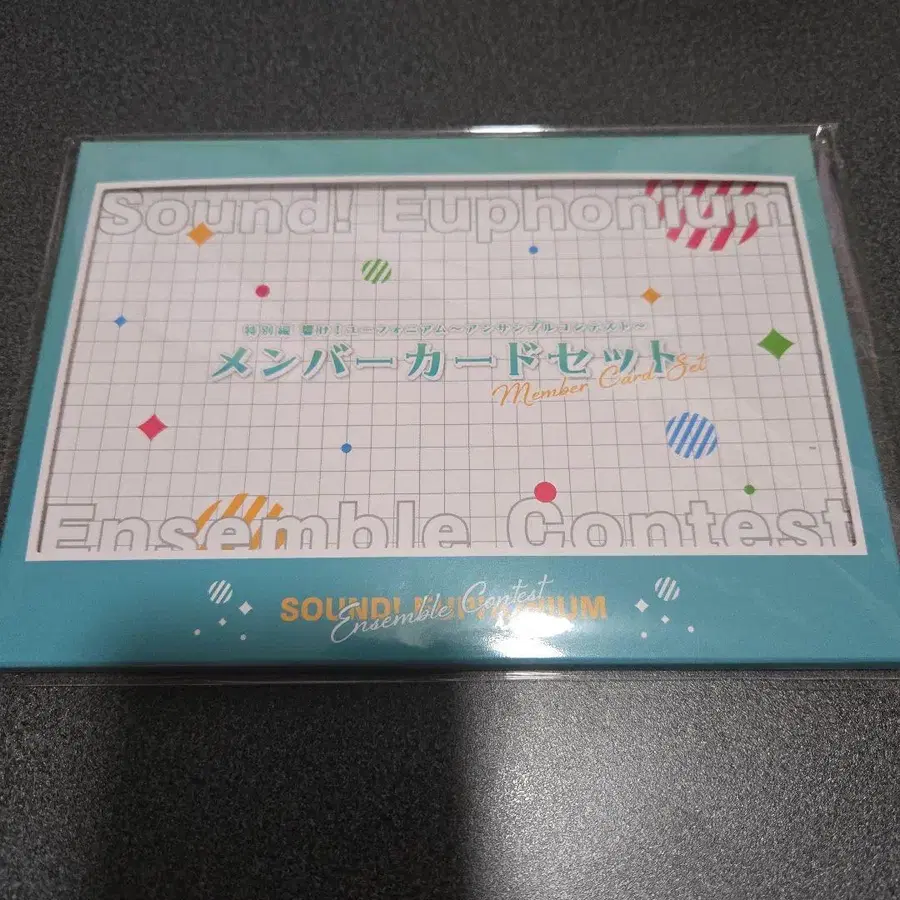 Sound! Euphonium
特別編 響け!ユーフォニアム〜アンサンブルコンテスト〜
メンバーカードセット
Member Card Set
Ensemble Contest
SOUND! EUPHONIUM
Ensemble Contest